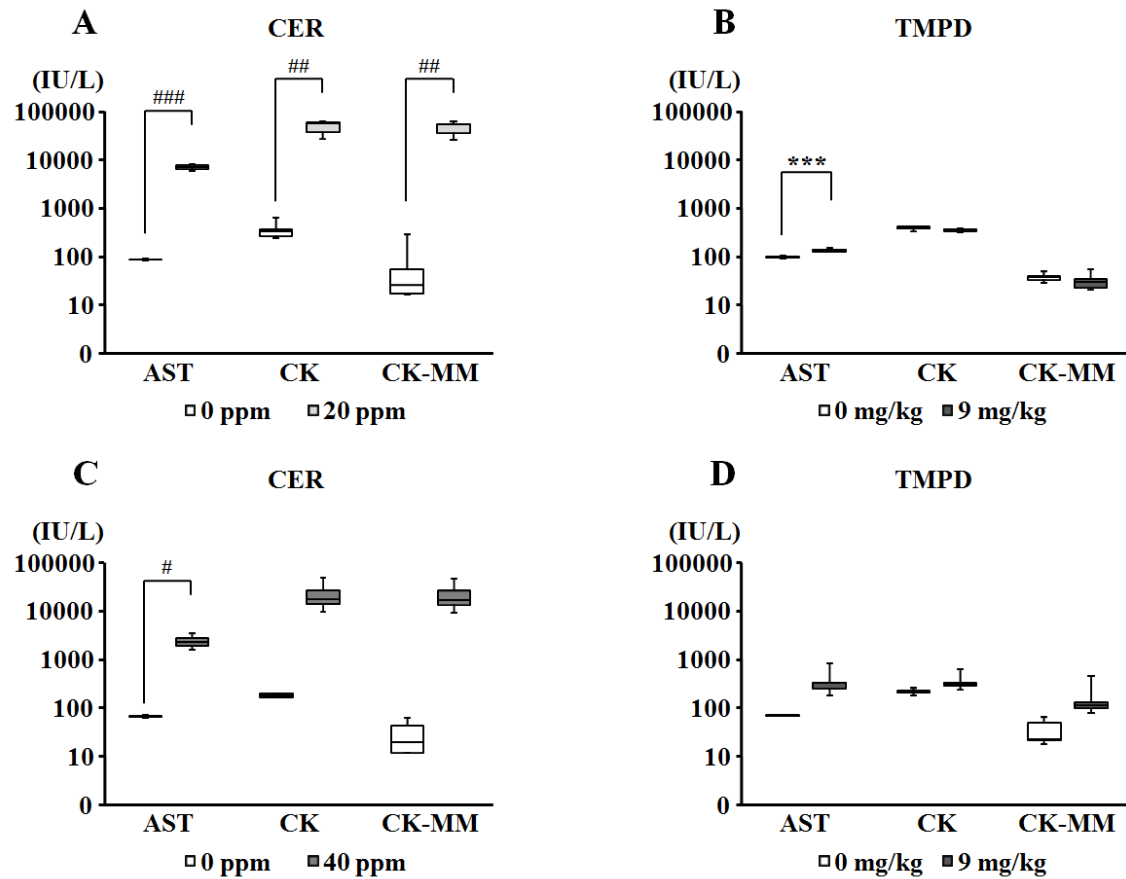 A
CER
(IU/L)
###
##
##
100000
10000
1000
100
10
0
AST CK CK-MM
0 ppm 20 ppm
B
TMPD
(IU/L)
***
100000
10000
1000
100
10
0
AST CK CK-MM
0 mg/kg 9 mg/kg
C
CER
(IU/L)
#
100000
10000
1000
100
10
0
AST CK CK-MM
0 ppm 40 ppm
D
TMPD
(IU/L)
100000
10000
1000
100
10
0
AST CK CK-MM
0 mg/kg 9 mg/kg